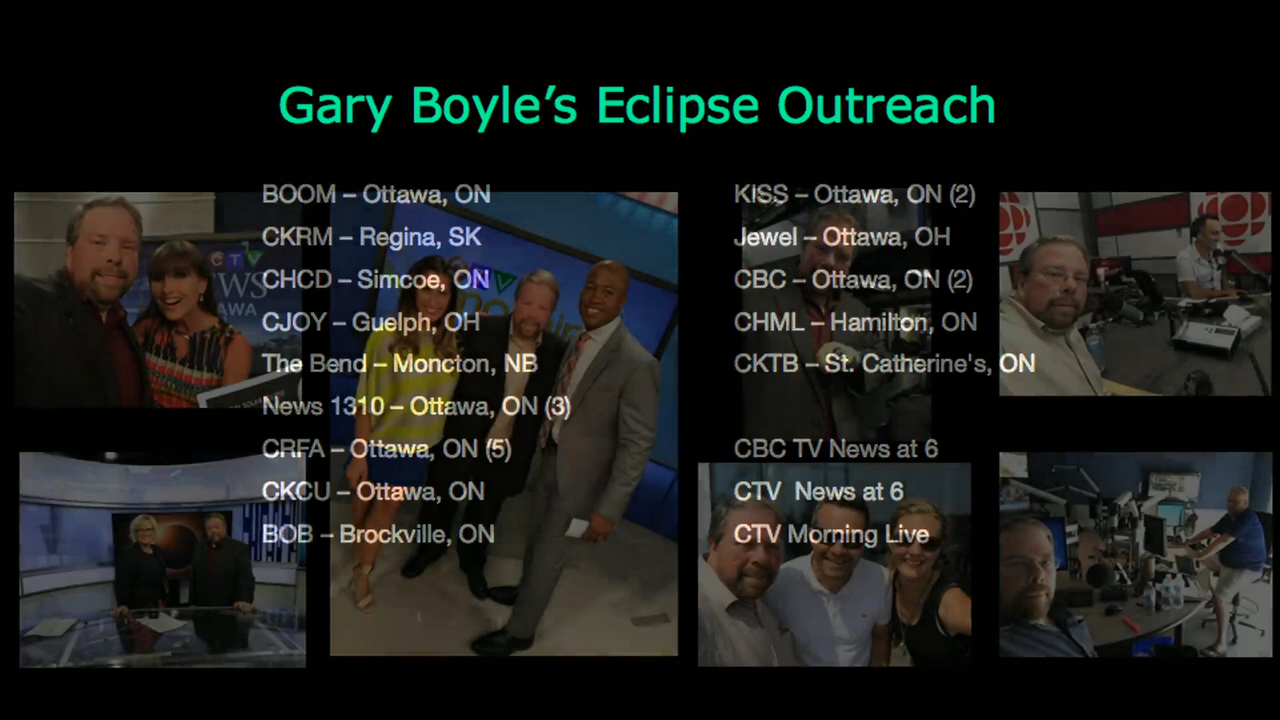 Gary Boyle's Eclipse Outreach
BOOM – Ottawa, ON
CKRM – Regina, SK
CHCD – Simcoe, ON
CJOY – Guelph, OH
The Bend – Moncton, NB
News 1310 – Ottawa, ON (3)
CRFA – Ottawa, ON (5)
CKCU – Ottawa, ON
BOB – Brockville, ON
KISS – Ottawa, ON (2)
Jewel – Ottawa, OH
CBC – Ottawa, ON (2)
CHML – Hamilton, ON
CKTB – St. Catherine's, ON
CBC TV News at 6
CTV  News at 6
CTV Morning Live
CTV